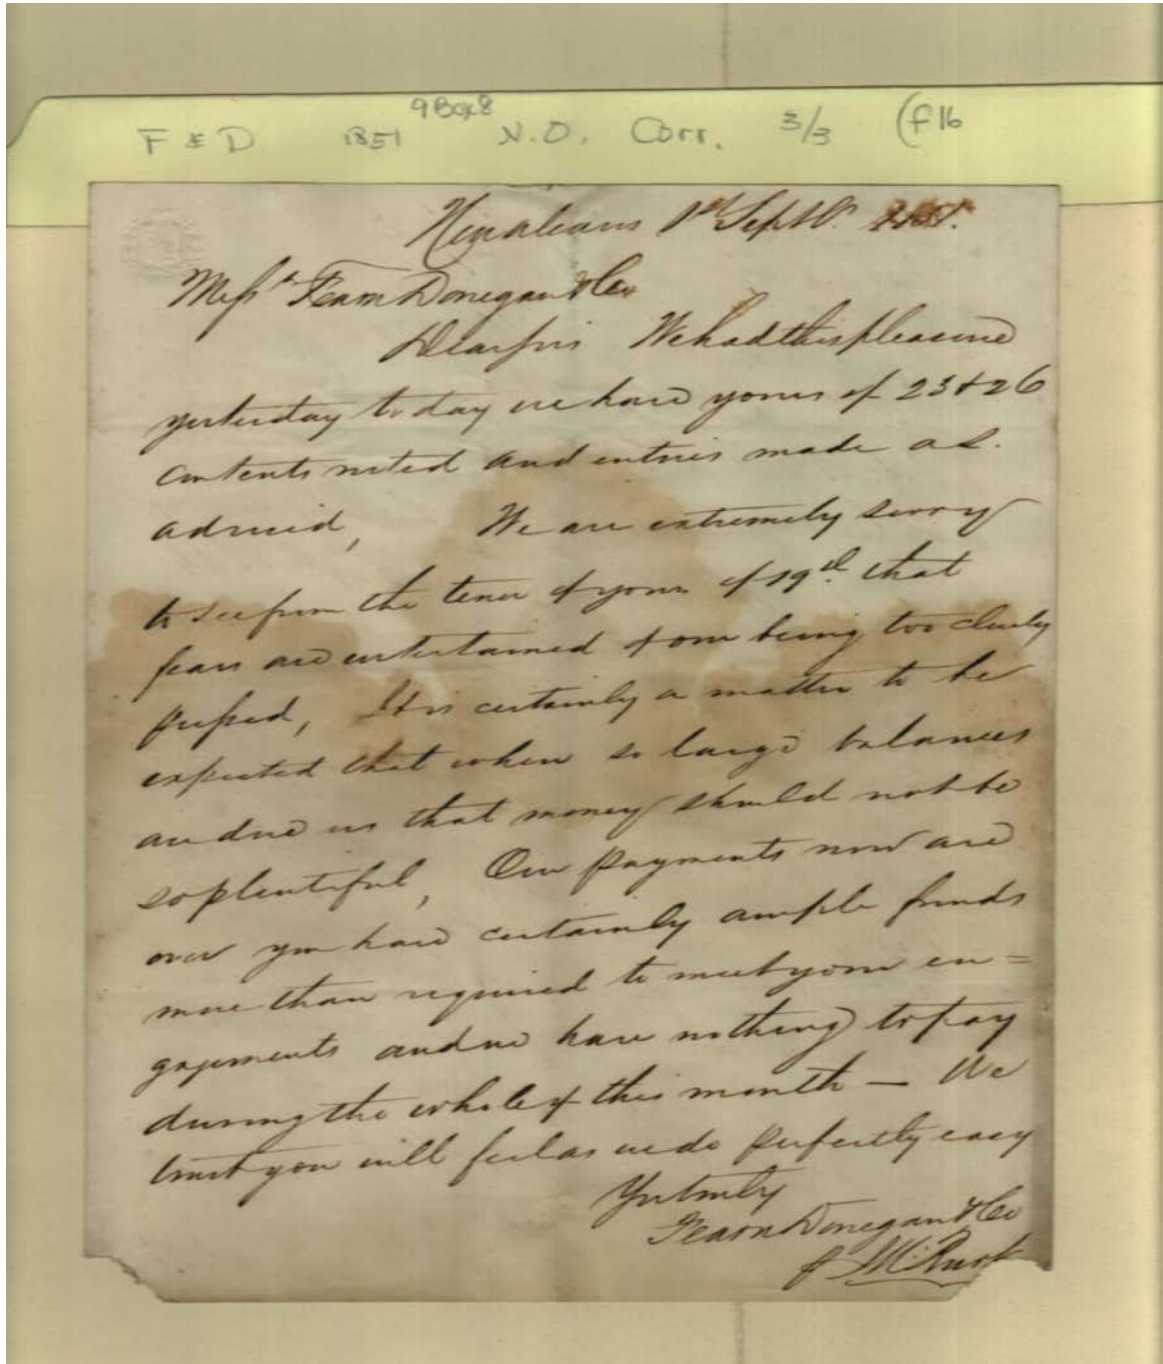 9Box8
F & D 1851 N.O. Corr. 3/3 (f16
New Orleans 1st Sept
Messrs Fearn Donegan & Co
Dear sirs We had this pleasure
yesterday to day we have yours of 23 & 26
contents noted and entries made as
advised, We are extremely sorry
to see from the tenor of yours of 19th that
fears are entertained of our being too closely
pressed, It is certainly a matter to be
expected that when so large balances
are due us that money should not be
so plentiful, Our payments now are
over you have certainly ample funds
more than required to meet your en=
gagements and we have nothing to pay
during the whole of this month — We
trust you will feel as we do perfectly easy
Yrs truly
Fearn Donegan & Co